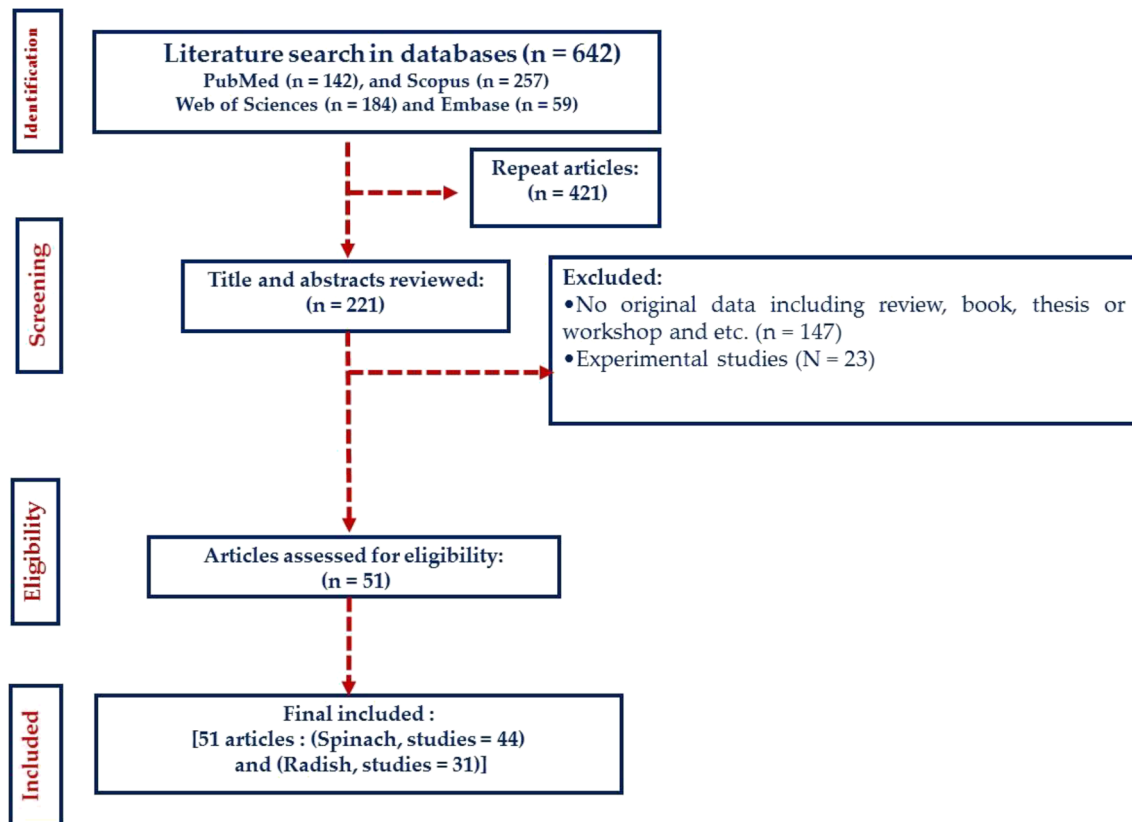 Identification
Literature search in databases (n = 642)
PubMed (n = 142), and Scopus (n = 257)
Web of Sciences (n = 184) and Embase (n = 59)
Repeat articles:
(n = 421)
Screening
Title and abstracts reviewed:
(n = 221)
Excluded:
•No original data including review, book, thesis or
workshop and etc. (n = 147)
•Experimental studies (N = 23)
Eligibility
Articles assessed for eligibility:
(n = 51)
Included
Final included :
[51 articles : (Spinach, studies = 44)
and (Radish, studies = 31)]